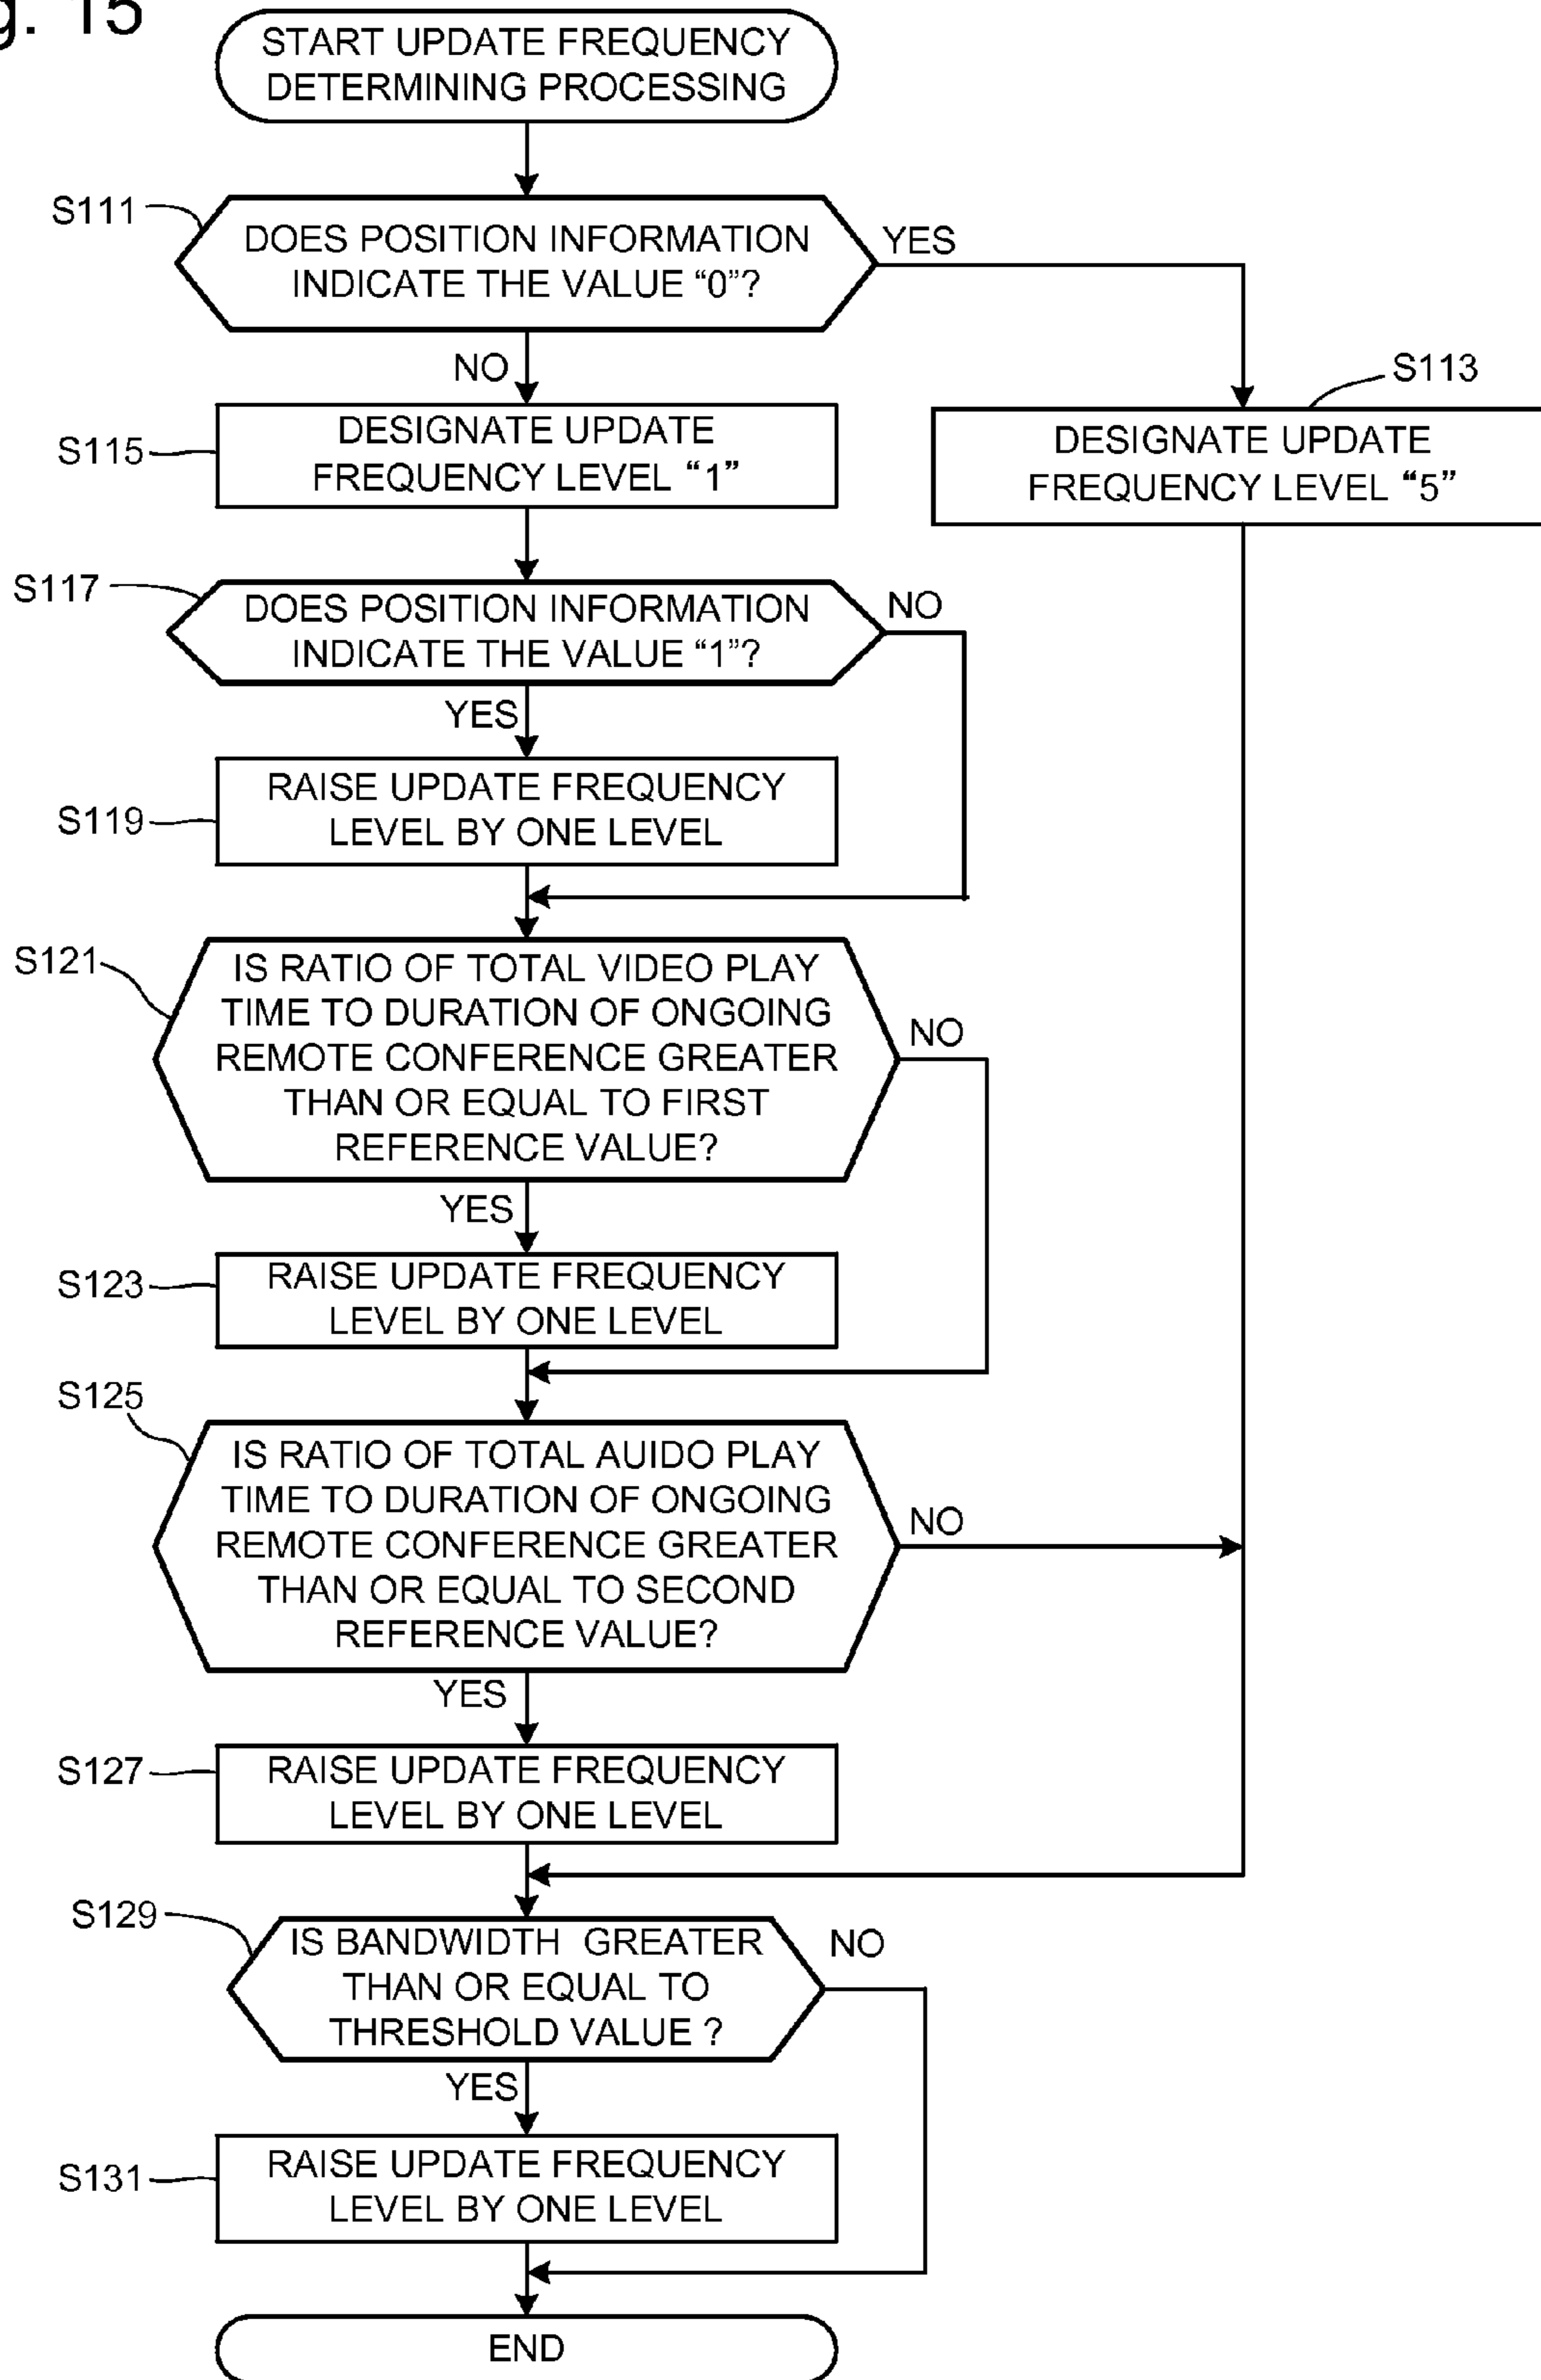 g. 15
START UPDATE FREQUENCY
DETERMINING PROCESSING
S111
DOES POSITION INFORMATION
INDICATE THE VALUE “0”?
YES
NO
S113
DESIGNATE UPDATE
FREQUENCY LEVEL “5”
S115
DESIGNATE UPDATE
FREQUENCY LEVEL “1”
S117
DOES POSITION INFORMATION
INDICATE THE VALUE “1”?
NO
YES
S119
RAISE UPDATE FREQUENCY
LEVEL BY ONE LEVEL
S121
IS RATIO OF TOTAL VIDEO PLAY
TIME TO DURATION OF ONGOING
REMOTE CONFERENCE GREATER
THAN OR EQUAL TO FIRST
REFERENCE VALUE?
NO
YES
S123
RAISE UPDATE FREQUENCY
LEVEL BY ONE LEVEL
S125
IS RATIO OF TOTAL AUIDO PLAY
TIME TO DURATION OF ONGOING
REMOTE CONFERENCE GREATER
THAN OR EQUAL TO SECOND
REFERENCE VALUE?
NO
YES
S127
RAISE UPDATE FREQUENCY
LEVEL BY ONE LEVEL
S129
IS BANDWIDTH GREATER
THAN OR EQUAL TO
THRESHOLD VALUE ?
NO
YES
S131
RAISE UPDATE FREQUENCY
LEVEL BY ONE LEVEL
END